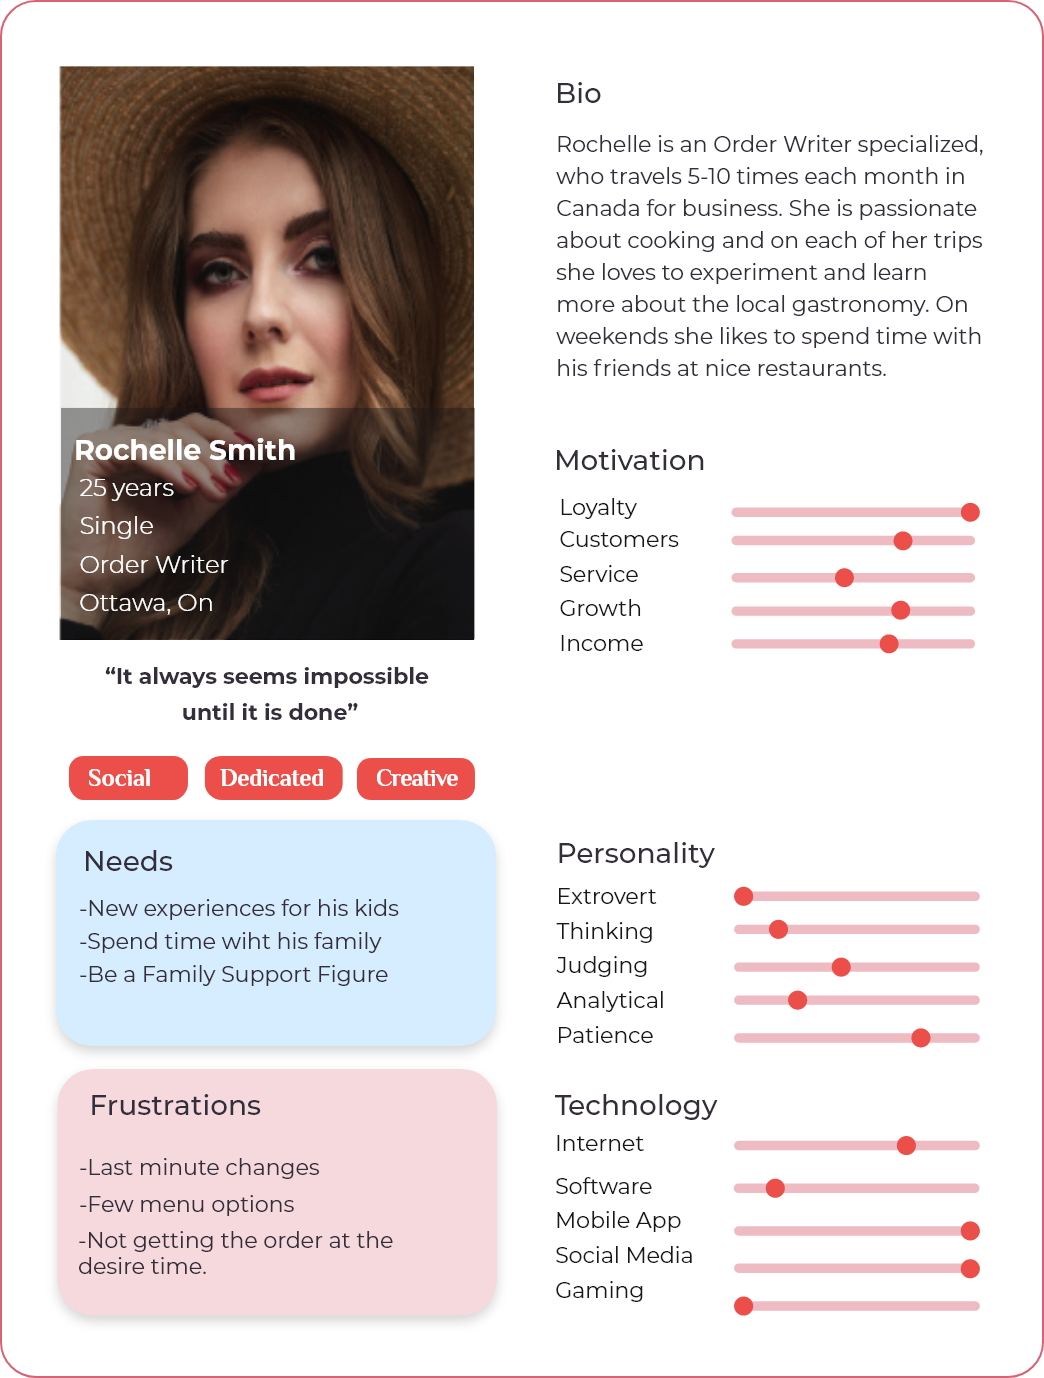 Rochelle Smith
25 years
Single
Order Writer
Ottawa, On
“It always seems impossible
until it is done”
Social
Dedicated
Creative
Needs
-New experiences for his kids
-Spend time wiht his family
-Be a Family Support Figure
Frustrations
-Last minute changes
-Few menu options
-Not getting the order at the
desire time.
Bio
Rochelle is an Order Writer specialized,
who travels 5-10 times each month in
Canada for business. She is passionate
about cooking and on each of her trips
she loves to experiment and learn
more about the local gastronomy. On
weekends she likes to spend time with
his friends at nice restaurants.
Motivation
Loyalty
Customers
Service
Growth
Income
Personality
Extrovert
Thinking
Judging
Analytical
Patience
Technology
Internet
Software
Mobile App
Social Media
Gaming